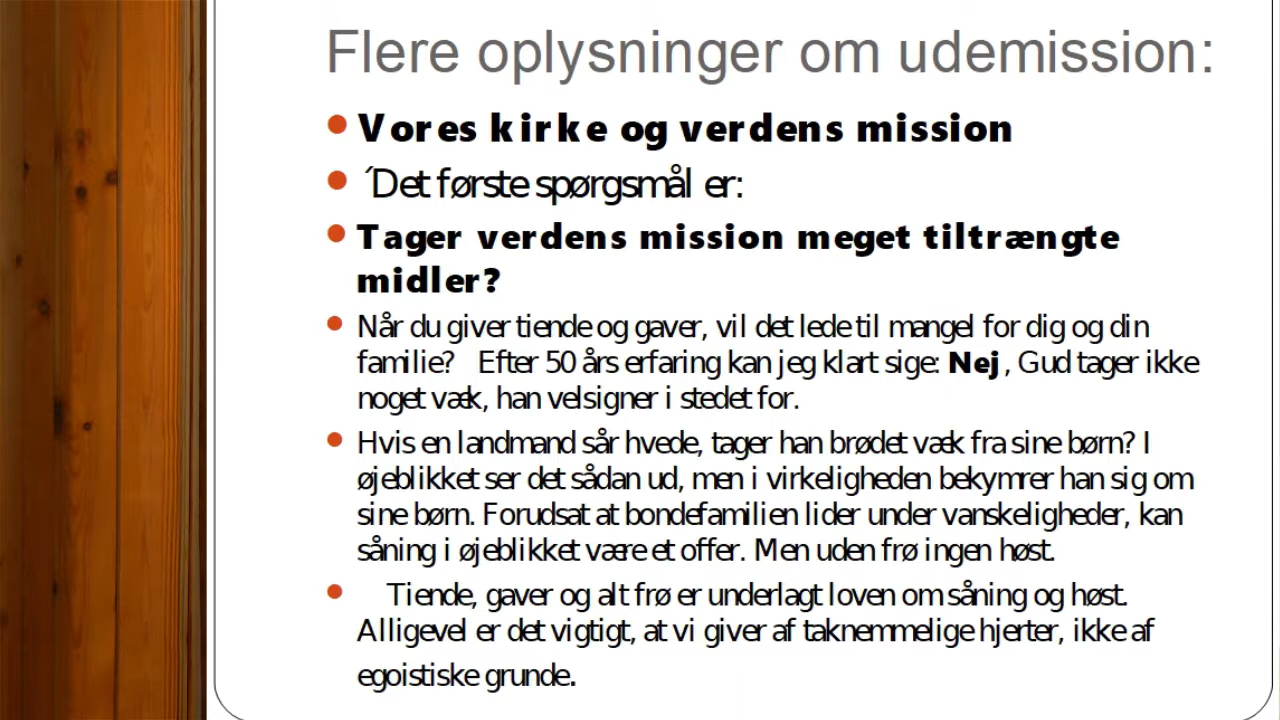 Flere oplysninger om udemission:
Vores kirke og verdens mission
´Det første spørgsmål er:
Tager verdens mission meget tiltrængte
midler?
Når du giver tiende og gaver, vil det lede til mangel for dig og din
familie? Efter 50 års erfaring kan jeg klart sige: Nej, Gud tager ikke
noget væk, han velsigner i stedet for.
Hvis en landmand sår hvede, tager han brødet væk fra sine børn? I
øjeblikket ser det sådan ud, men i virkeligheden bekymrer han sig om
sine børn. Forudsat at bondefamilien lider under vanskeligheder, kan
såning i øjeblikket være et offer. Men uden frø ingen høst.
Tiende, gaver og alt frø er underlagt loven om såning og høst.
Alligevel er det vigtigt, at vi giver af taknemmelige hjerter, ikke af
egoistiske grunde.